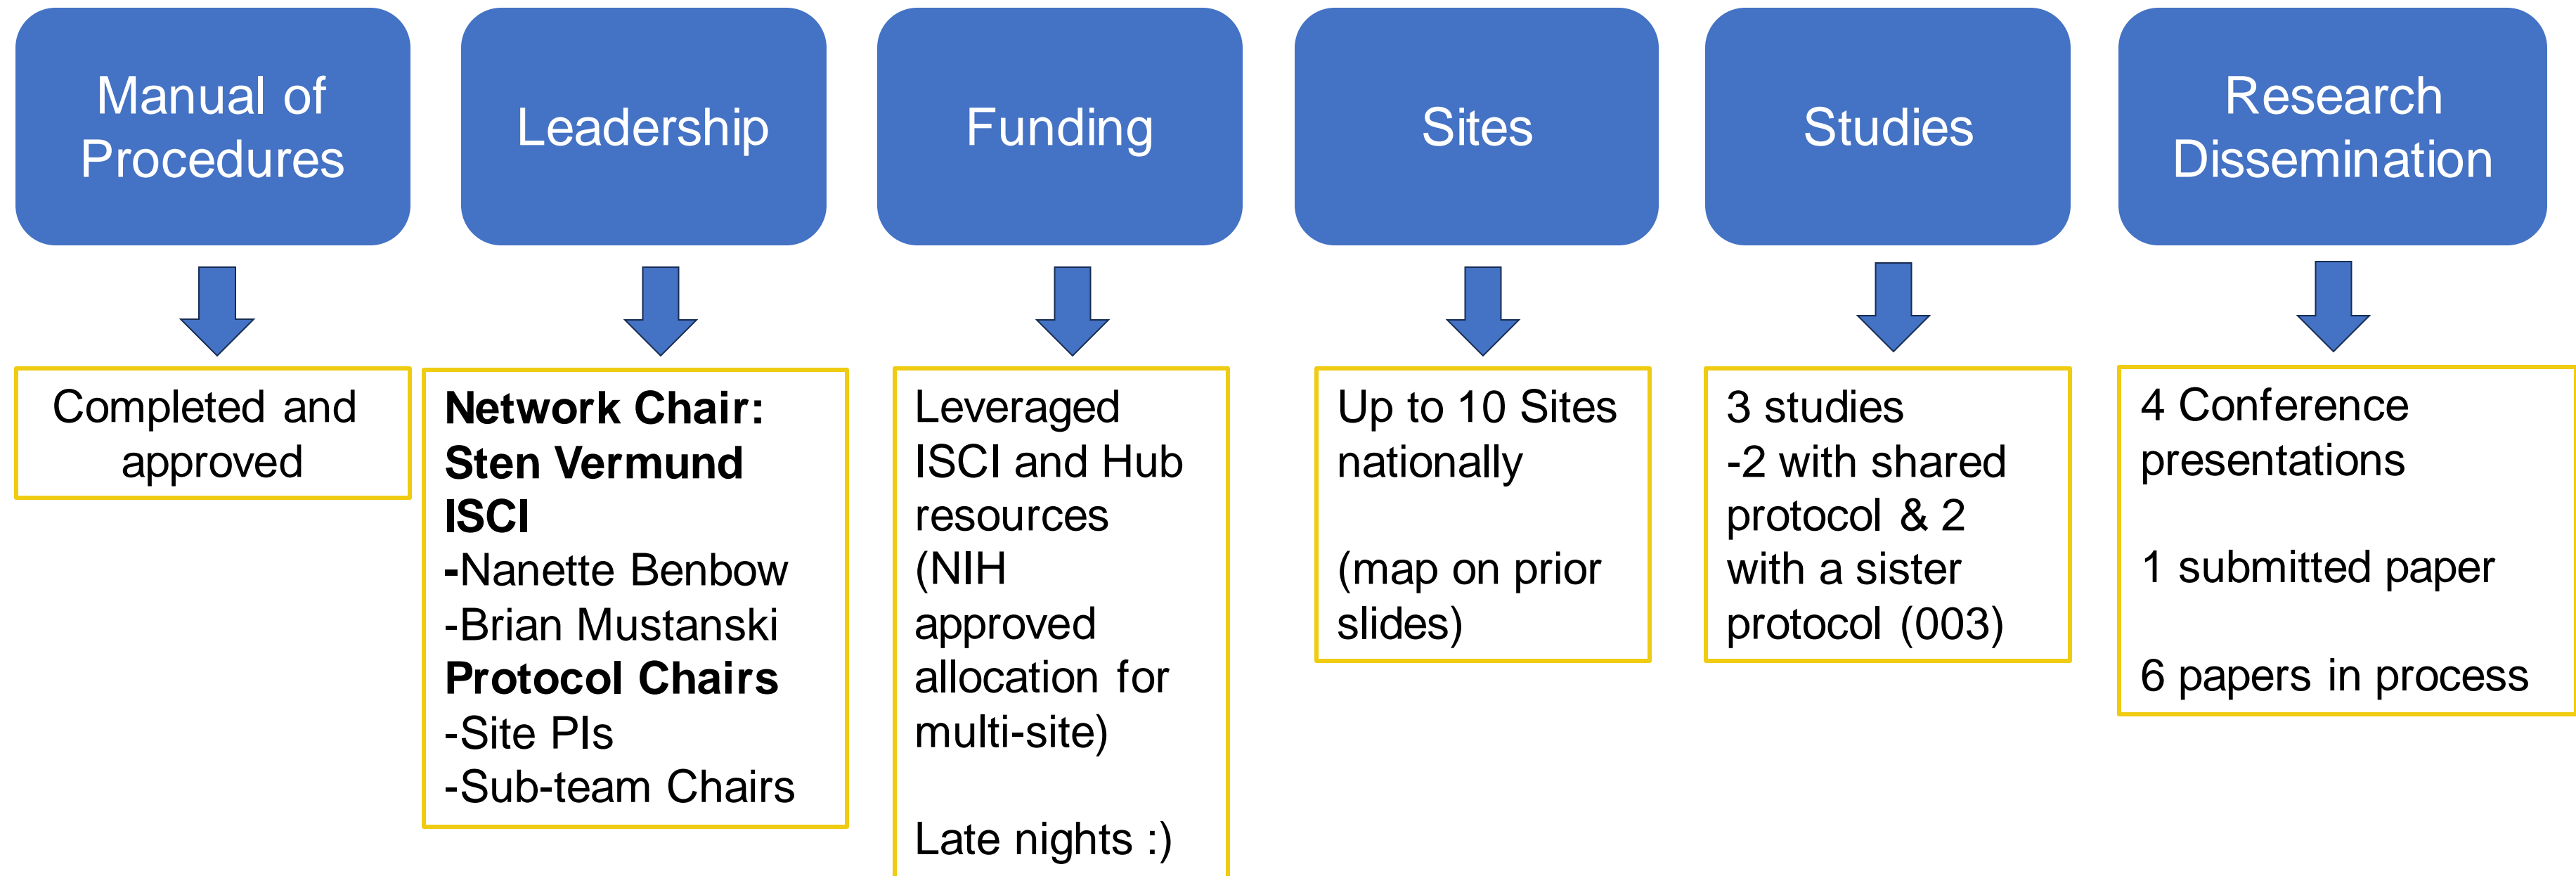 Manual of
Procedures
Leadership
Funding
Sites
Studies
Research
Dissemination
Completed and
approved
Network Chair:
Sten Vermund
ISCI
-Nanette Benbow
-Brian Mustanski
Protocol Chairs
-Site PIs
-Sub-team Chairs
Leveraged
ISCI and Hub
resources
(NIH
approved
allocation for
multi-site)
Late nights :)
Up to 10 Sites
nationally
(map on prior
slides)
3 studies
-2 with shared
protocol & 2
with a sister
protocol (003)
4 Conference
presentations
1 submitted paper
6 papers in process